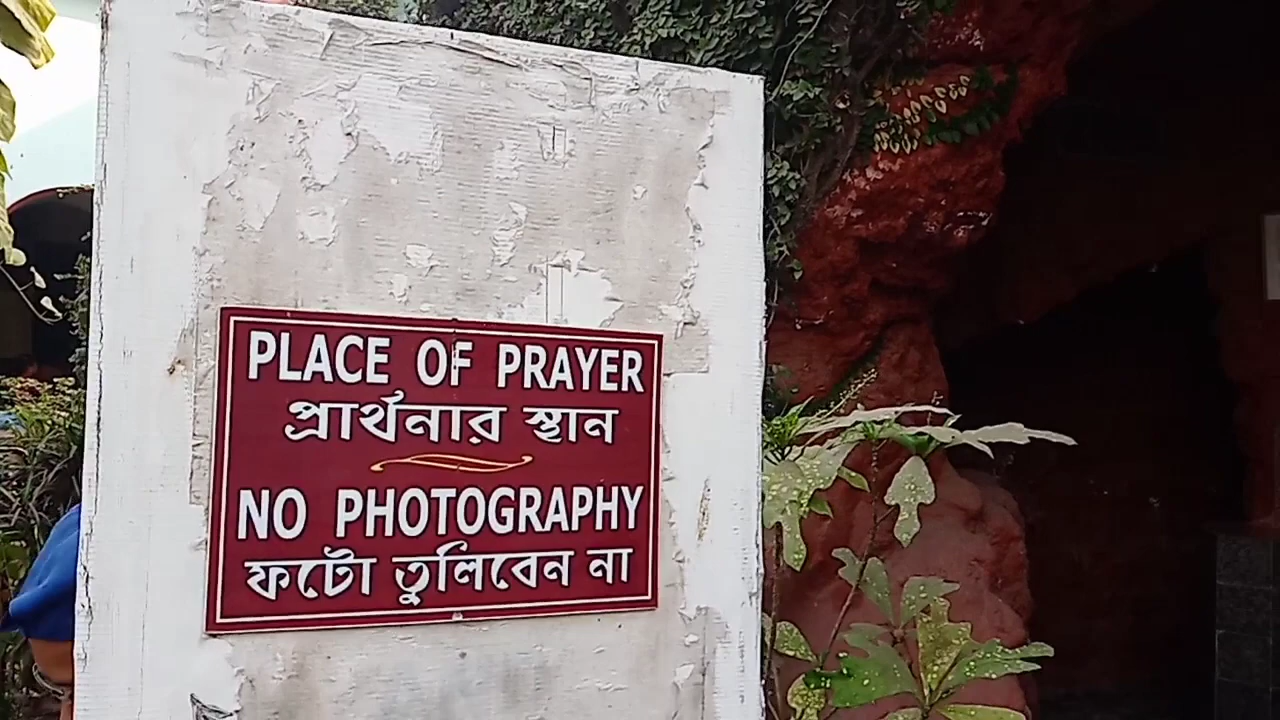 PLACE OF PRAYER
প্রার্থনার স্থান
NO PHOTOGRAPHY
ফটো তুলিবেন না